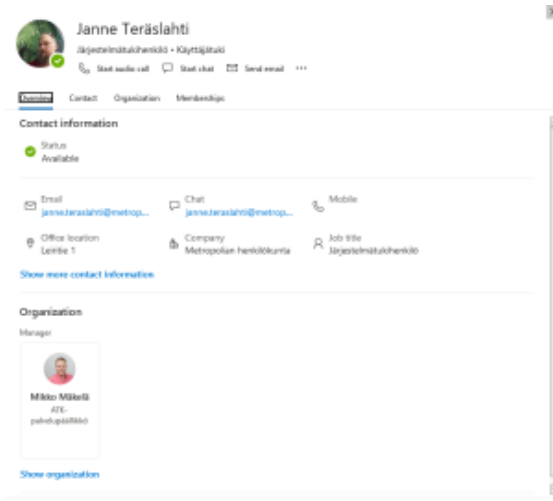 Janne Teräslahti
Järjestelmätukihenkilö • Käyttäjätuki
Start audio call Start chat Send email ...
Overview Contact Organization Memberships
Contact information
Status
Available
Email Chat Mobile
janne.teraslahti@metrop... janne.teraslahti@metrop...
Office location Company Job title
Leiritie 1 Metropolian henkilökunta Järjestelmätukihenkilö
Show more contact information
Organization
Manager
Mikko Mäkelä
ATK-
palvelupäällikkö
Show organization